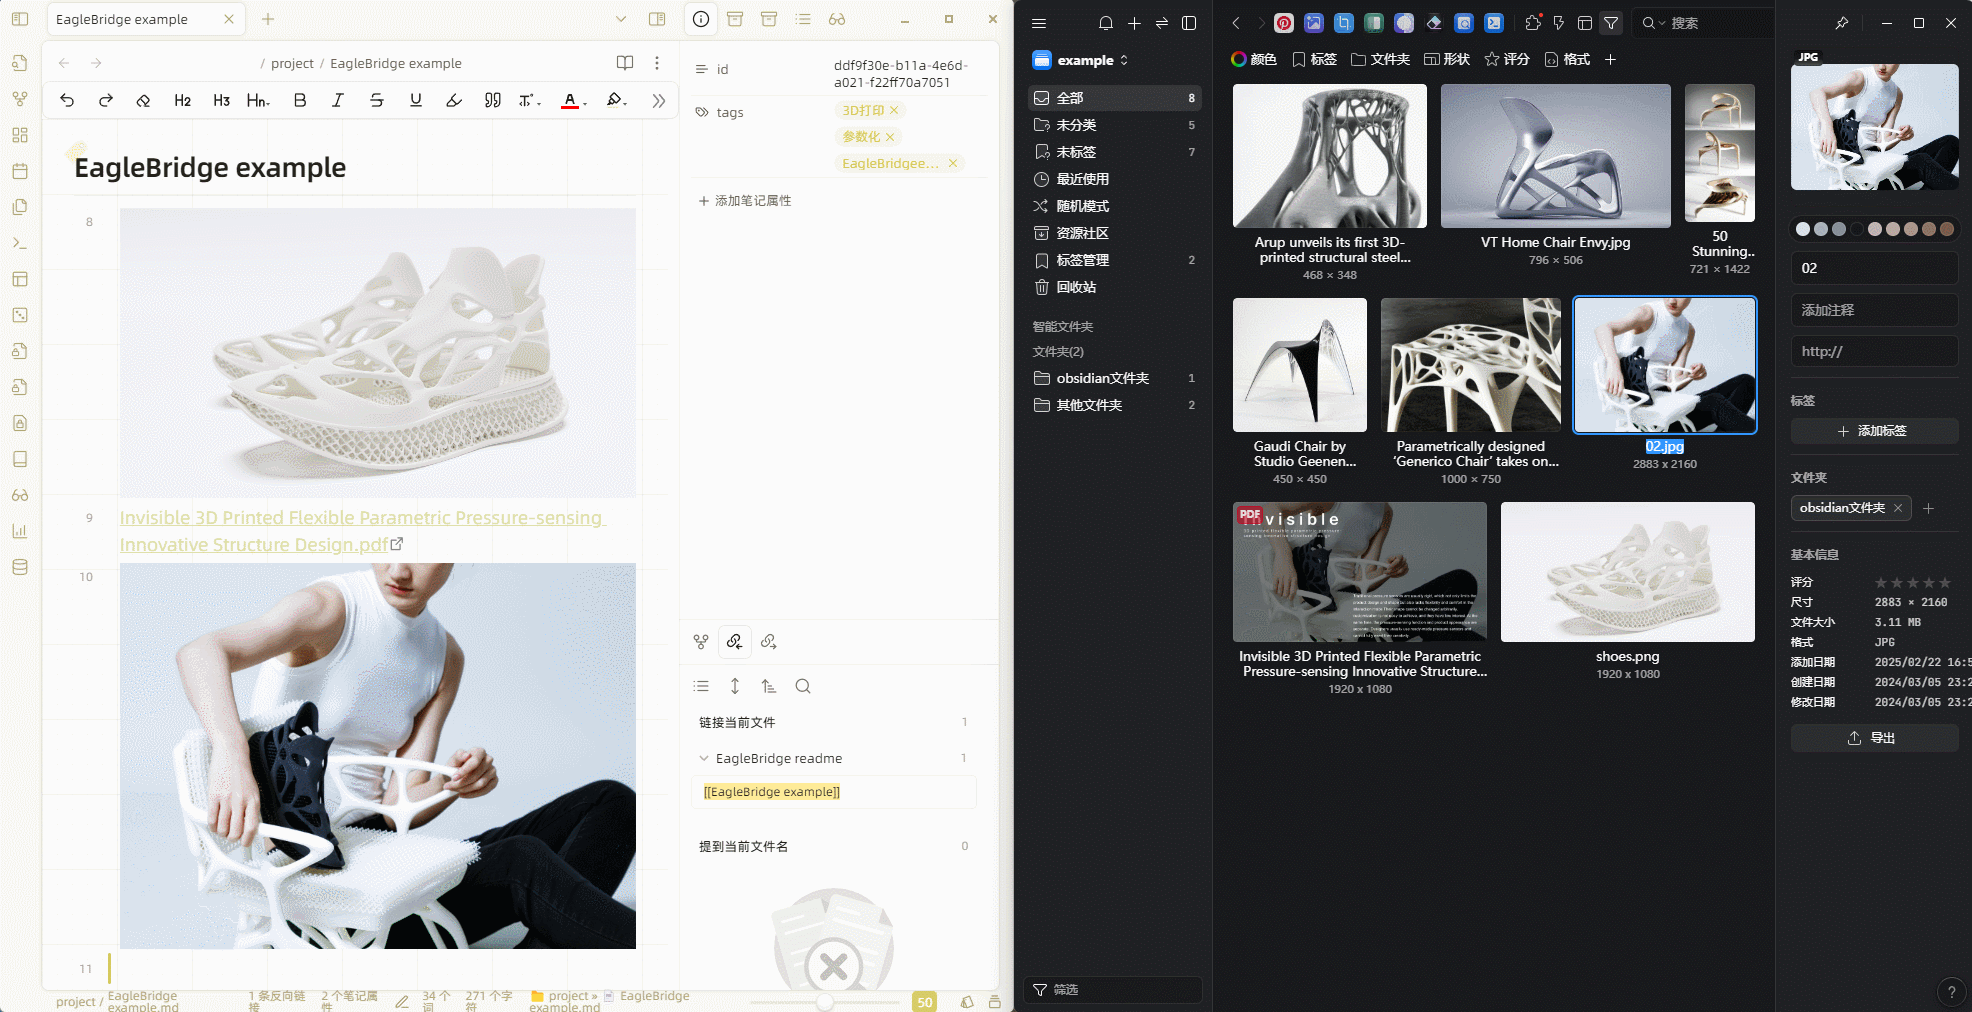 EagleBridge example
/ project / EagleBridge example
H2 H3 Hn B I S U A
EagleBridge example
8
9
Invisible 3D Printed Flexible Parametric Pressure-sensing
Innovative Structure Design.pdf
10
11
project / EagleBridge example.md
1 条反向链接
2 个笔记属性
34 个词
271 个字符
project » EagleBridge example.md
50
id
ddf9f30e-b11a-4e6d-
a021-f22ff70a7051
tags
3D打印
参数化
EagleBridgee...
添加笔记属性
链接当前文件 1
EagleBridge readme 1
[[EagleBridge example]]
提到当前文件名 0
example
全部 8
未分类 5
未标签 7
最近使用
随机模式
资源社区
标签管理 2
回收站
智能文件夹
文件夹(2)
obsidian文件夹 1
其他文件夹 2
筛选
搜索
颜色 标签 文件夹 形状 评分 格式
Arup unveils its first 3D-
printed structural steel...
468 × 348
VT Home Chair Envy.jpg
796 × 506
50
Stunning..
721 × 1422
Gaudi Chair by
Studio Geenen...
450 × 450
Parametrically designed
‘Generico Chair’ takes on...
1000 × 750
02.jpg
2883 x 2160
PDF
Invisible
Invisible 3D Printed Flexible Parametric
Pressure-sensing Innovative Structure...
1920 x 1080
shoes.png
1920 x 1080
JPG
02
添加注释
http://
标签
添加标签
文件夹
obsidian文件夹
基本信息
评分
尺寸 2883 × 2160
文件大小 3.11 MB
格式 JPG
添加日期 2025/02/22 16:5
创建日期 2024/03/05 23:2
修改日期 2024/03/05 23:2
导出
?